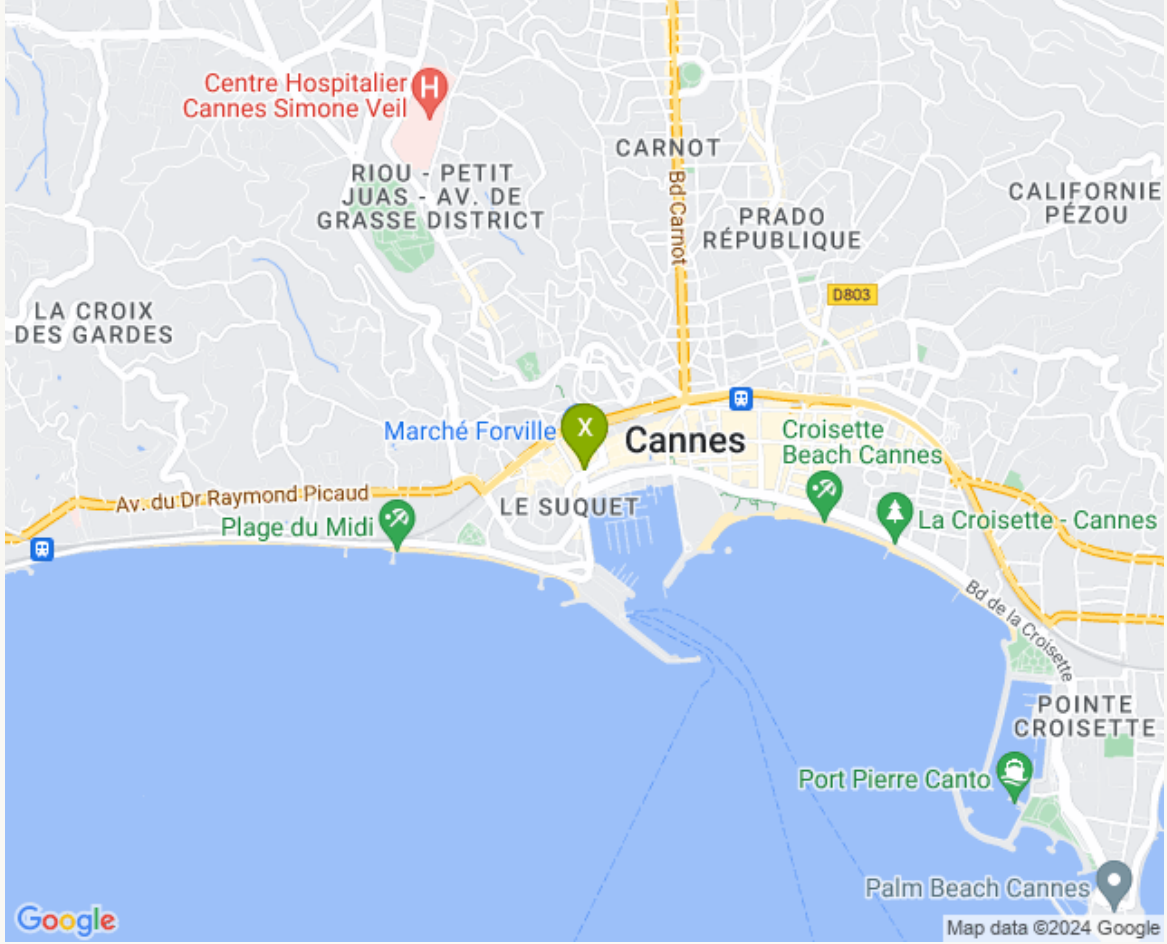 Centre Hospitalier
Cannes Simone Veil
H
CARNOT
RIOU - PETIT
JUAS - AV. DE
GRASSE DISTRICT
Bd Carnot
PRADO
RÉPUBLIQUE
CALIFORNIE
PÉZOU
D803
LA CROIX
DES GARDES
Marché Forville
X
Cannes
Croisette
Beach Cannes
Av. du Dr Raymond Picaud
LE SUQUET
Plage du Midi
La Croisette - Cannes
Bd de la Croisette
POINTE
CROISETTE
Port Pierre Canto
Palm Beach Cannes
Google
Map data ©2024 Google